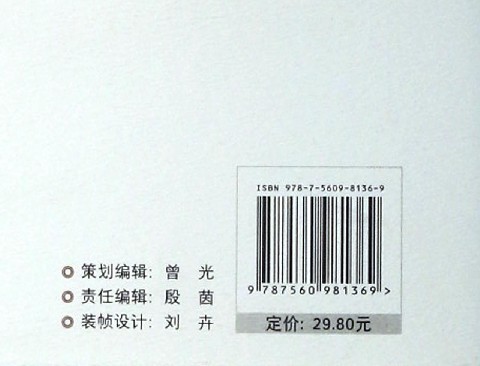 ISBN 978-7-5609-8136-9
9 787560 981369 >
定价: 29.80元
策划编辑: 曾 光
责任编辑: 殷 茵
装帧设计: 刘 卉